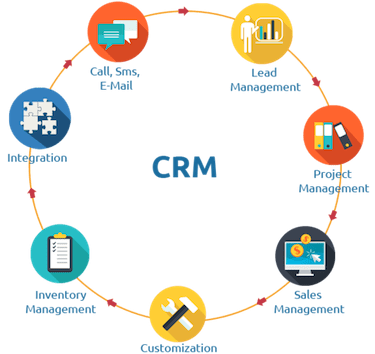 Call, Sms,
E-Mail
Lead
Management
Integration
CRM
Project
Management
Inventory
Management
Sales
Management
Customization